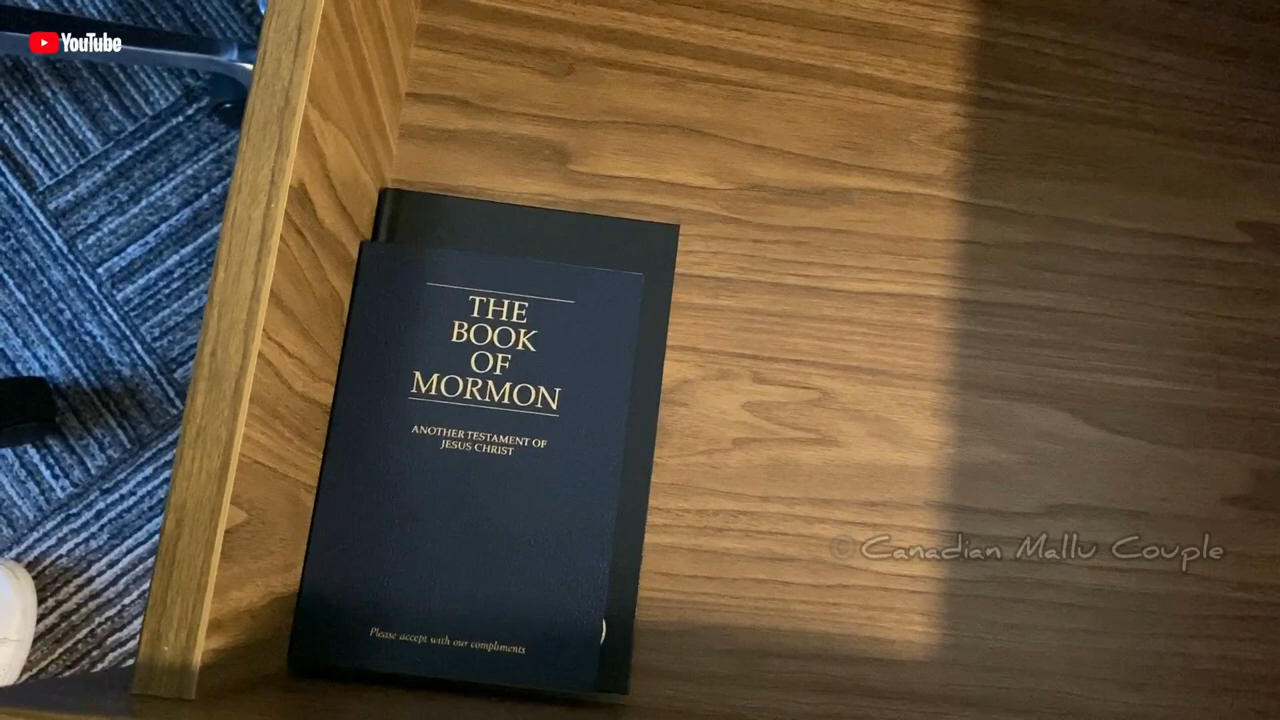 YouTube
THE
BOOK
OF
MORMON
ANOTHER TESTAMENT OF
JESUS CHRIST
© Canadian Mallu Couple
Please accept with our compliments